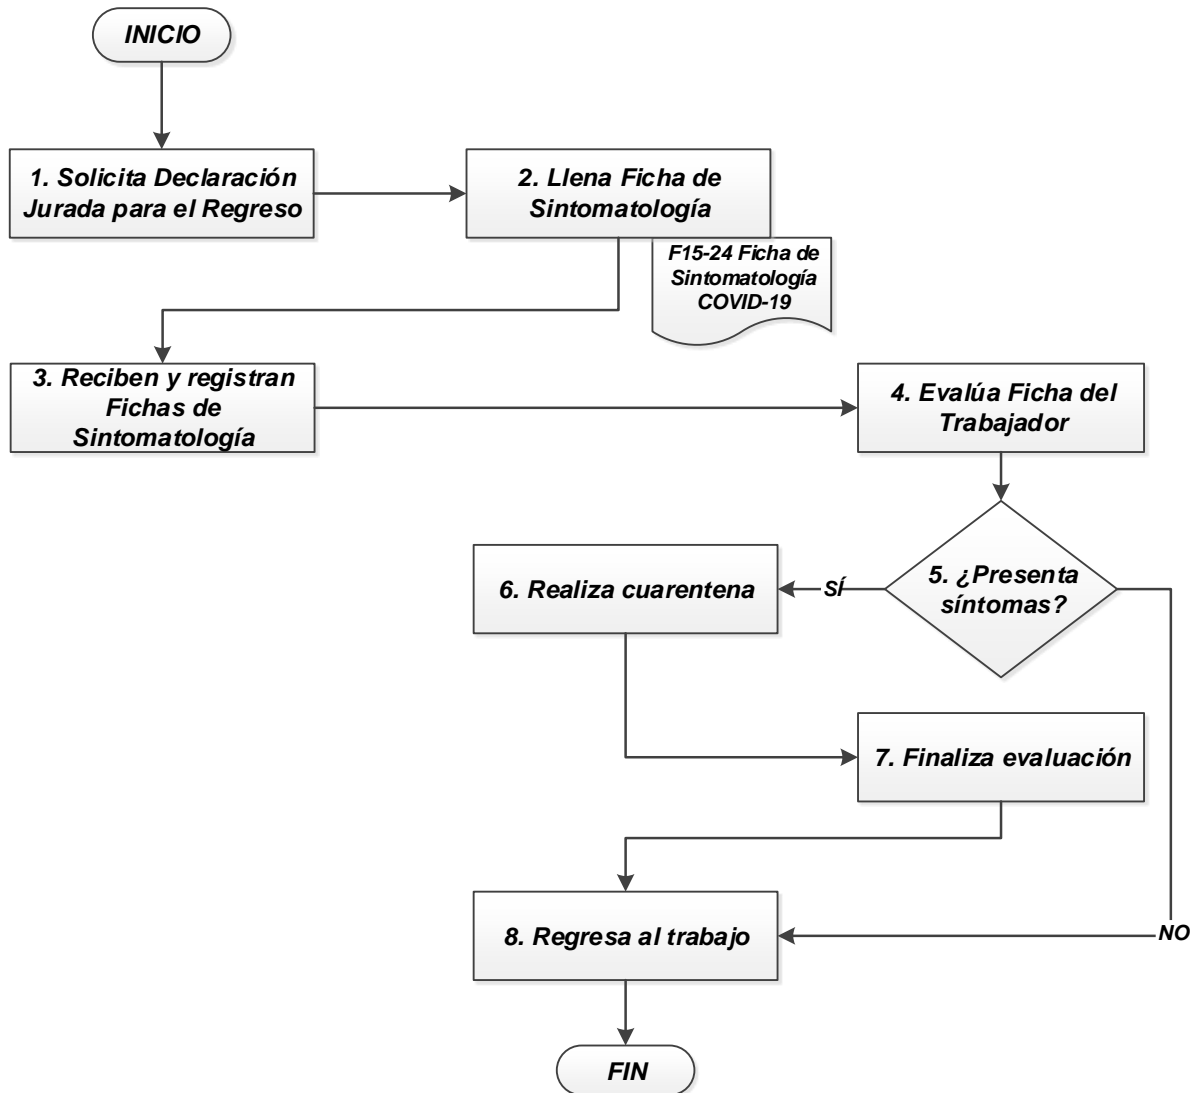 INICIO
1. Solicita Declaración
Jurada para el Regreso
2. Llena Ficha de
Sintomatología
F15-24 Ficha de
Sintomatología
COVID-19
3. Reciben y registran
Fichas de
Sintomatología
4. Evalúa Ficha del
Trabajador
5. ¿Presenta
síntomas?
SÍ
6. Realiza cuarentena
7. Finaliza evaluación
8. Regresa al trabajo
NO
FIN